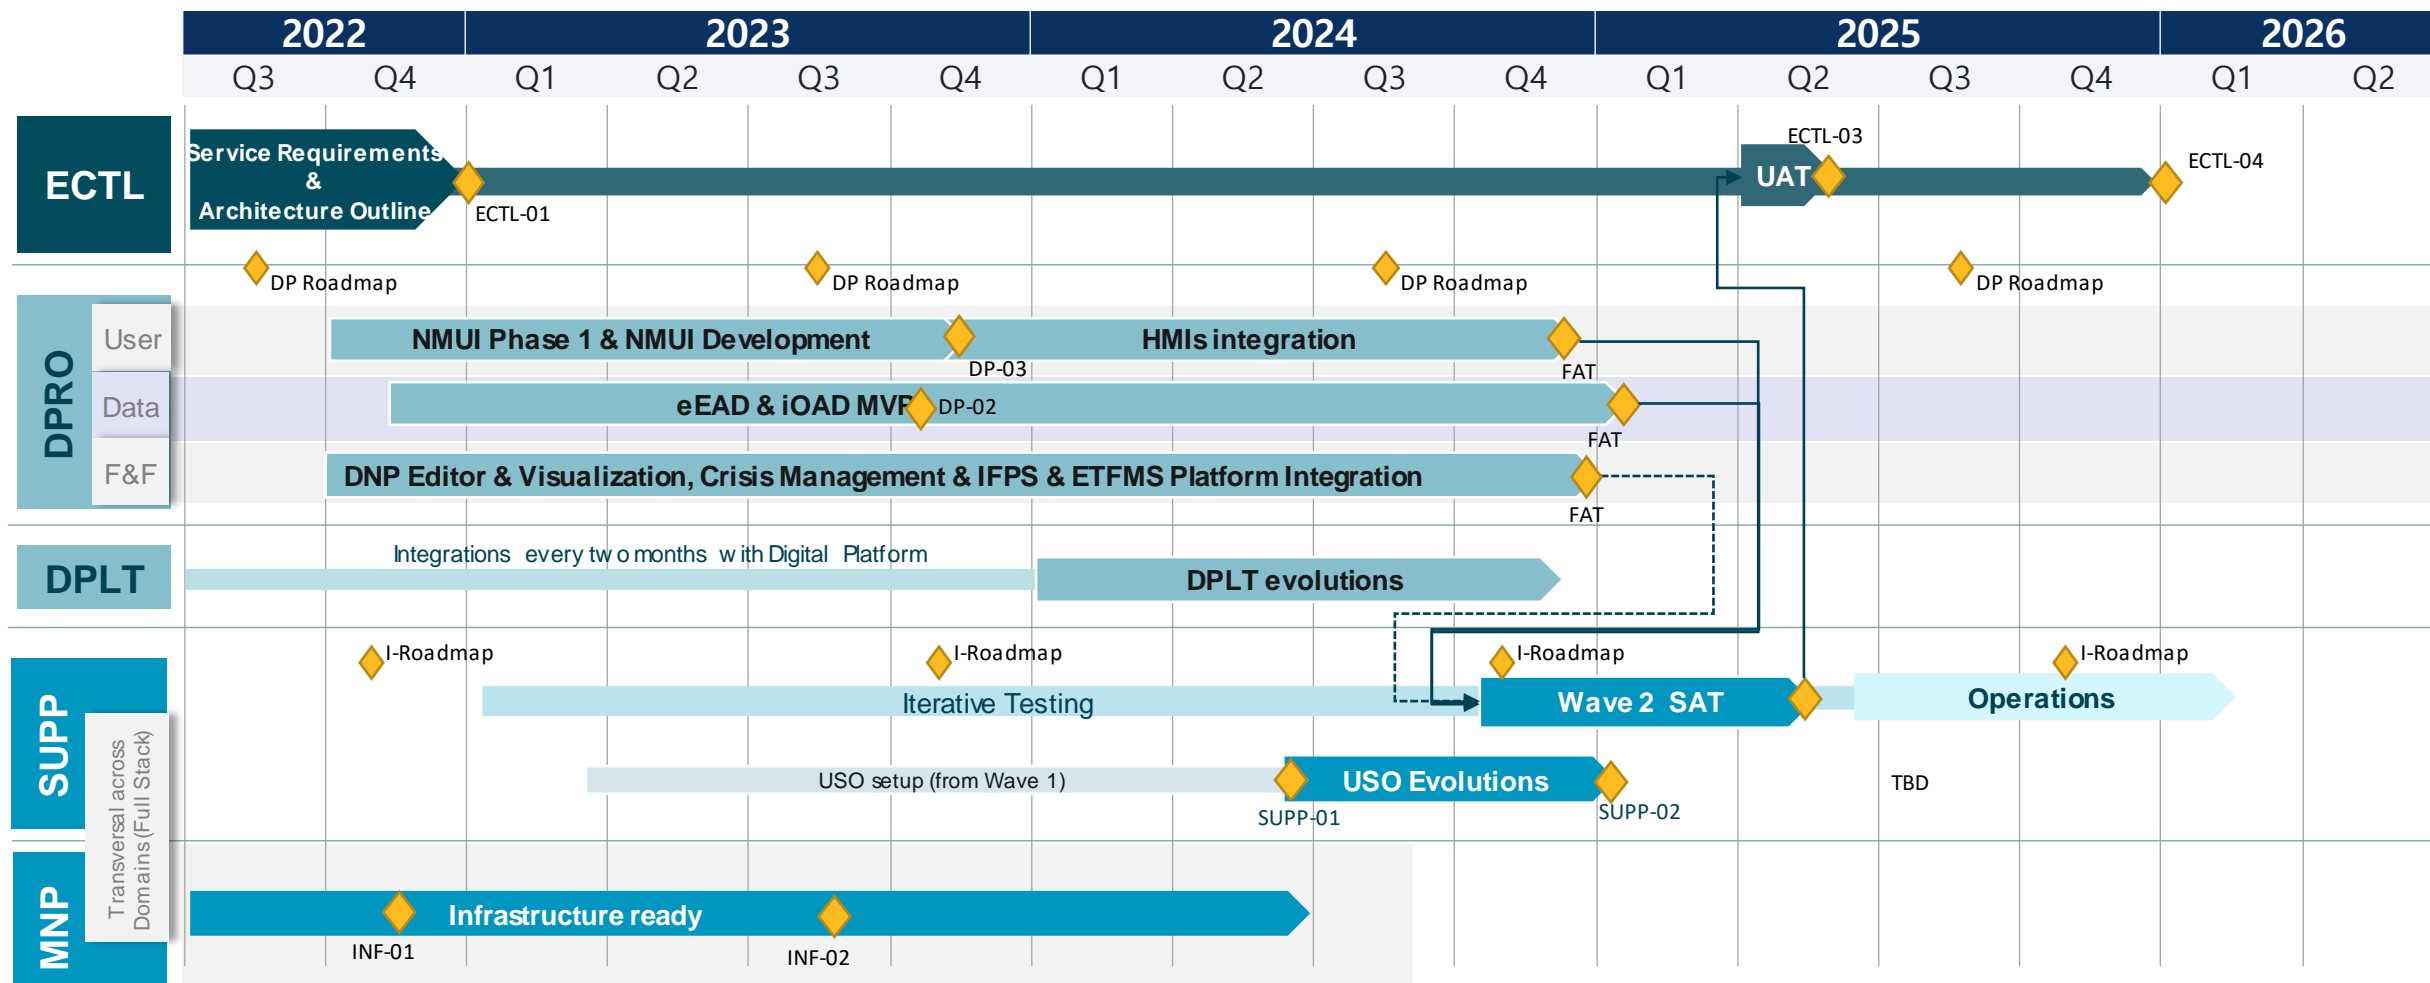 2022 2023 2024 2025 2026
Q3 Q4 Q1 Q2 Q3 Q4 Q1 Q2 Q3 Q4 Q1 Q2 Q3 Q4 Q1 Q2
ECTL
Service Requirements
&
Architecture Outline
ECTL-01
UAT
ECTL-03
ECTL-04
DP Roadmap
DP Roadmap
DP Roadmap
DP Roadmap
DPRO
User
NMUI Phase 1 & NMUI Development
DP-03
HMIs integration
FAT
Data
eEAD & iOAD MVP
DP-02
FAT
F&F
DNP Editor & Visualization, Crisis Management & IFPS & ETFMS Platform Integration
FAT
DPLT
Integrations every two months with Digital Platform
DPLT evolutions
SUPP
I-Roadmap
I-Roadmap
I-Roadmap
I-Roadmap
Iterative Testing
Wave 2 SAT
Operations
USO setup (from Wave 1)
SUPP-01
USO Evolutions
SUPP-02
TBD
Transversal across
Domains (Full Stack)
MNP
Infrastructure ready
INF-01
INF-02